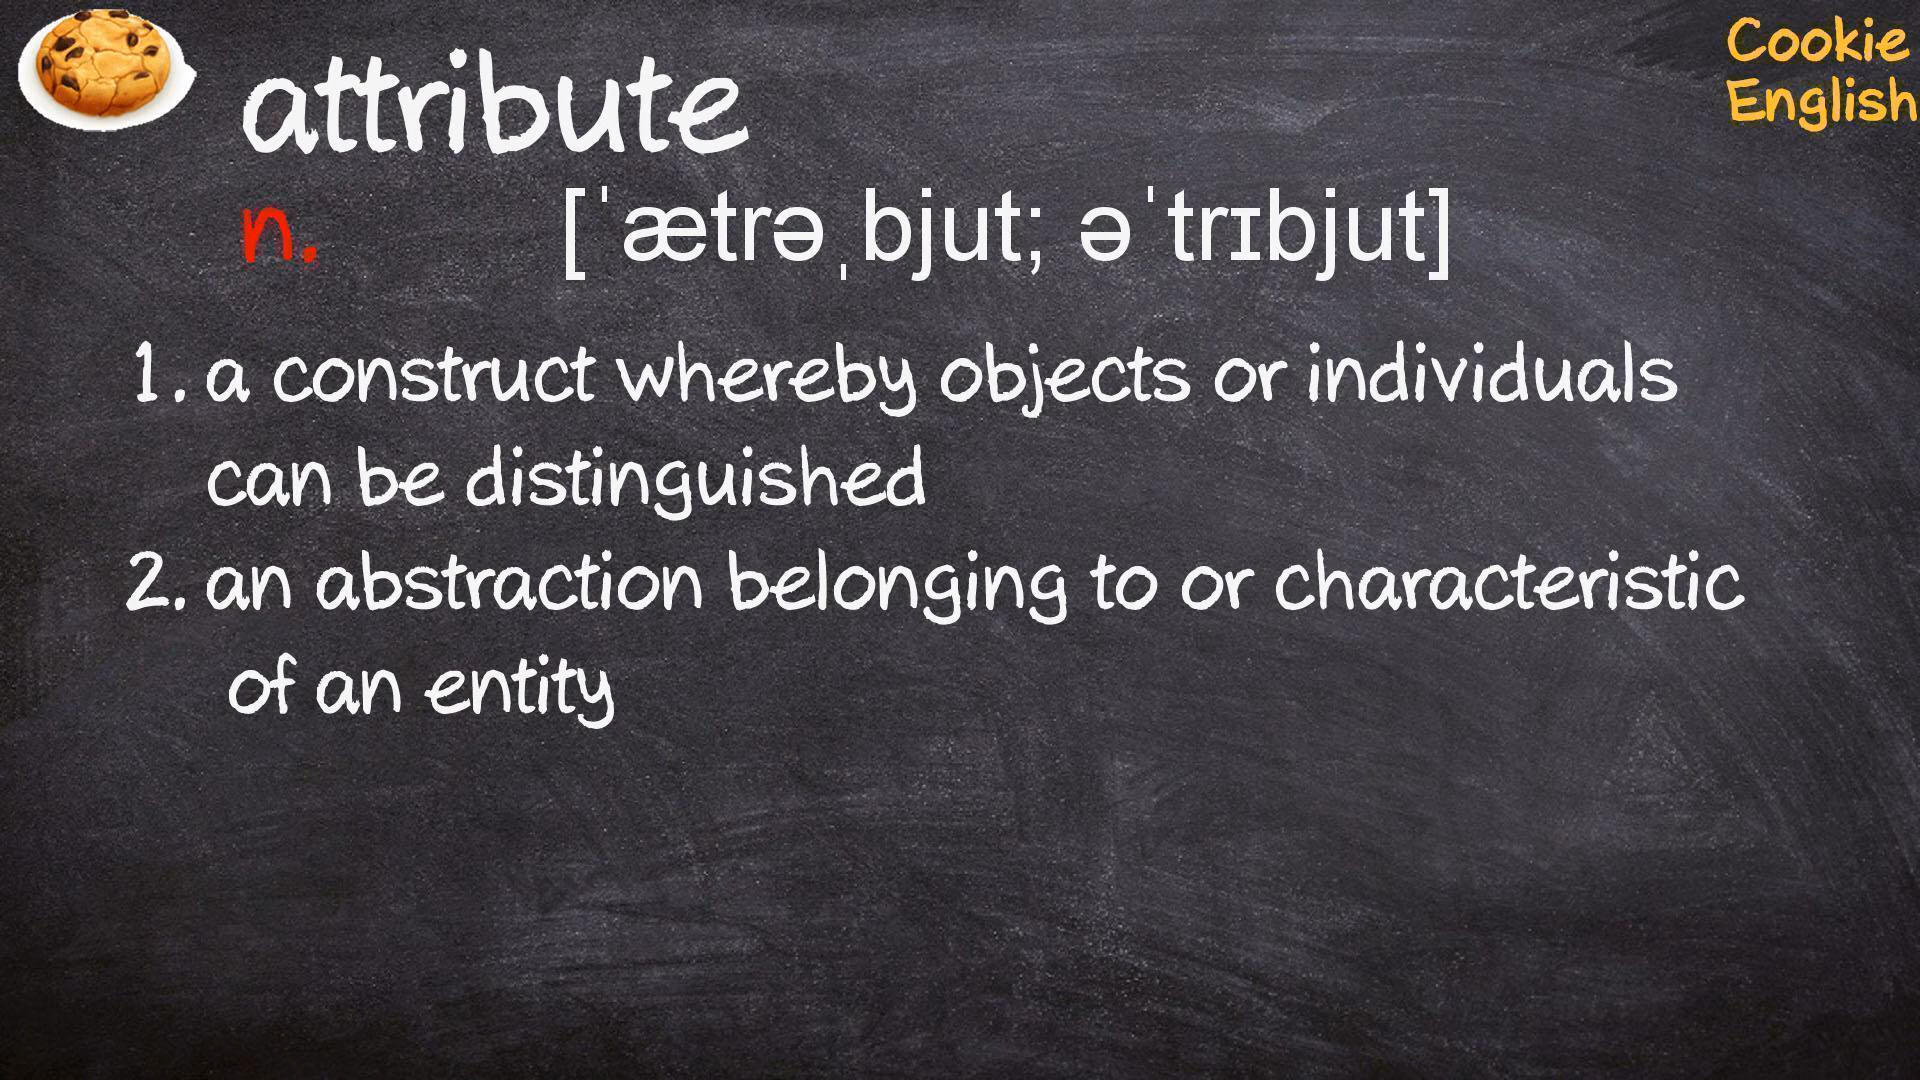 attribute
Cookie
English
n. [ˈætrəˌbjut; əˈtrɪbjut]
1. a construct whereby objects or individuals
can be distinguished
2. an abstraction belonging to or characteristic
of an entity